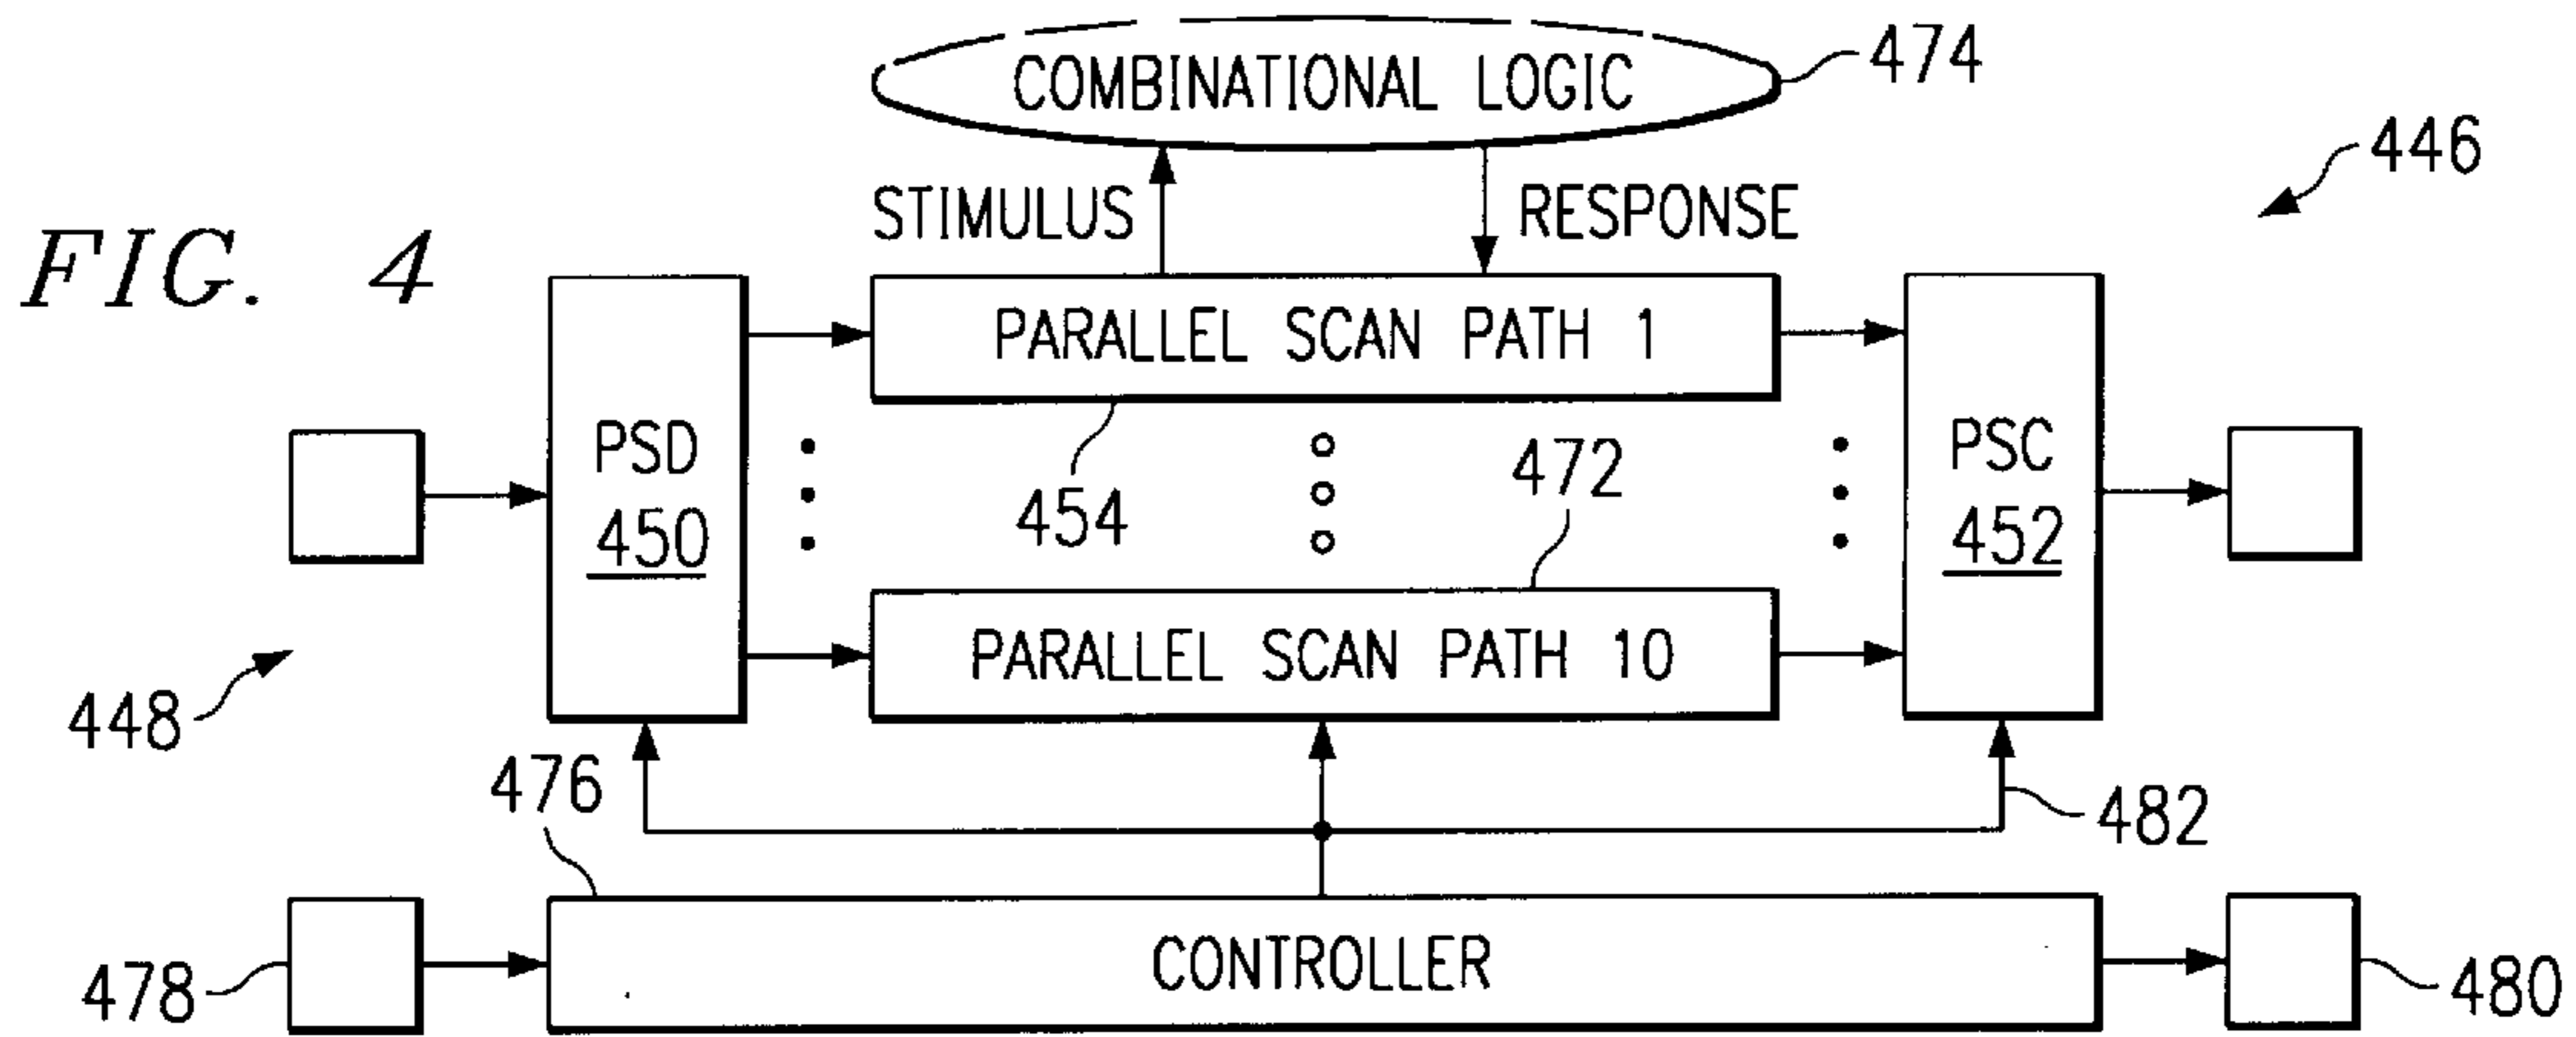 COMBINATIONAL LOGIC
474
446
STIMULUS
RESPONSE
FIG. 4
PARALLEL SCAN PATH 1
PSD
450
PSC
452
454
472
PARALLEL SCAN PATH 10
448
476
482
CONTROLLER
478
480